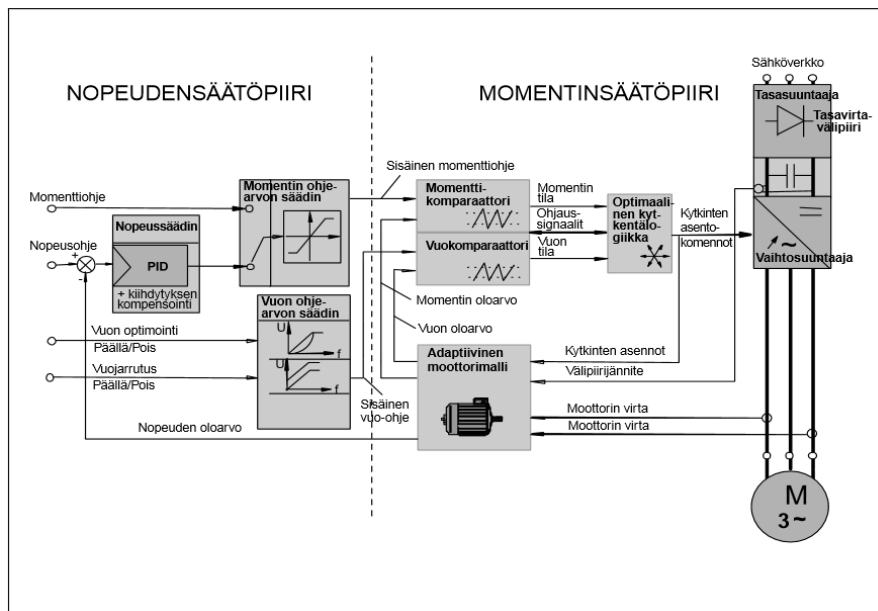 NOPEUDENSÄÄTÖPIIRI
MOMENTINSÄÄTÖPIIRI
Sähköverkko
Tasasuuntaaja
Tasavirta-
välipiiri
Vaihtosuuntaaja
~
Momenttiohje
Nopeusohje
+
-
Nopeussäädin
PID
+ kiihdytyksen
kompensointi
Momentin ohje-
arvon säädin
Sisäinen momenttiohje
Vuon optimointi
Päällä/Pois
Vuojarrutus
Päällä/Pois
Vuon ohje-
arvon säädin
U
f
U
f
Sisäinen
vuo-ohje
Nopeuden oloarvo
Momentti-
komparaattori
Vuokomparaattori
Momentin
tila
Ohjaus-
signaalit
Vuon
tila
Optimaali-
nen kyt-
kentälo-
giikka
Kytkinten
asento-
komennot
Momentin oloarvo
Vuon oloarvo
Adaptiivinen
moottorimalli
Kytkinten asennot
Välipiirijännite
Moottorin virta
Moottorin virta
M
3~